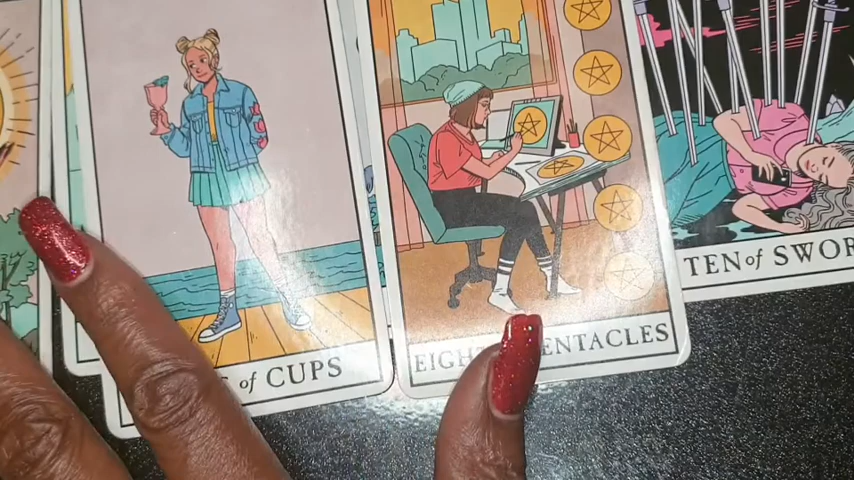 of CUPS
EIGH ENTACLES
TEN of SWOR